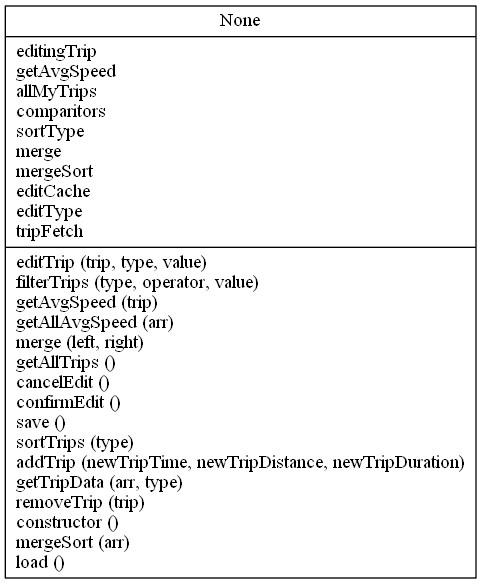 None
editingTrip
getAvgSpeed
allMyTrips
comparitors
sortType
merge
mergeSort
editCache
editType
tripFetch
editTrip (trip, type, value)
filterTrips (type, operator, value)
getAvgSpeed (trip)
getAllAvgSpeed (arr)
merge (left, right)
getAllTrips ()
cancelEdit ()
confirmEdit ()
save ()
sortTrips (type)
addTrip (newTripTime, newTripDistance, newTripDuration)
getTripData (arr, type)
removeTrip (trip)
constructor ()
mergeSort (arr)
load ()